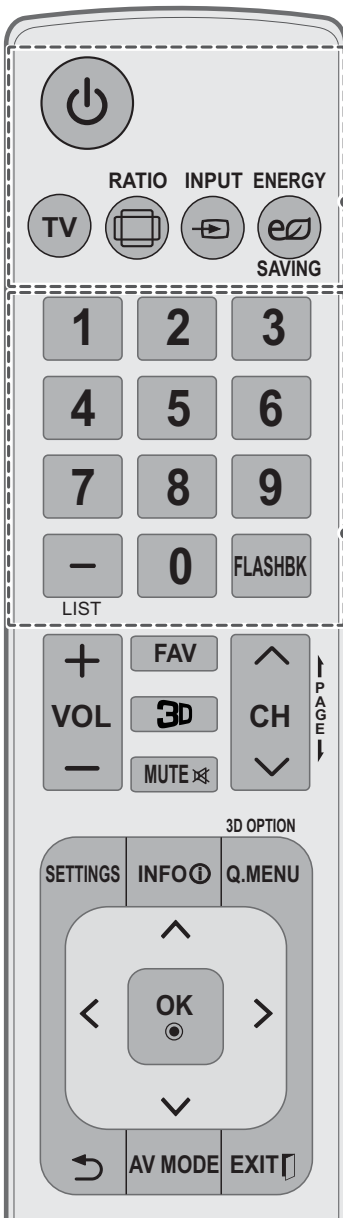 RATIO INPUT ENERGY
TV
SAVING
1 2 3
4 5 6
7 8 9
- 0 FLASHBK
LIST
+ FAV
VOL 3D CH
- MUTE
PAGE
3D OPTION
SETTINGS INFO Q.MENU
OK
AV MODE EXIT